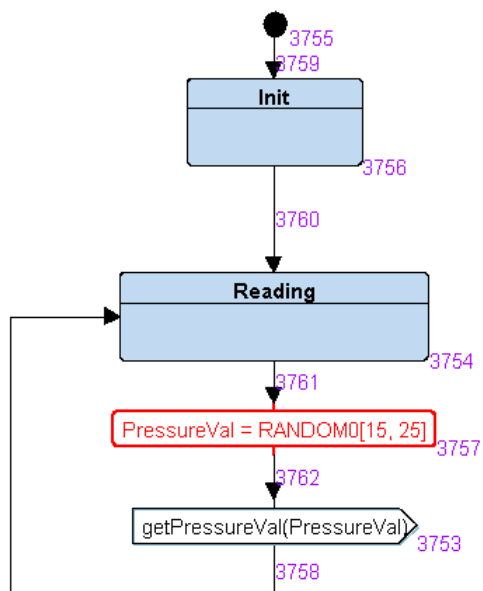 3755
3759
Init
3756
3760
Reading
3754
3761
PressureVal = RANDOM0[15, 25]
3757
3762
getPressureVal(PressureVal)
3753
3758